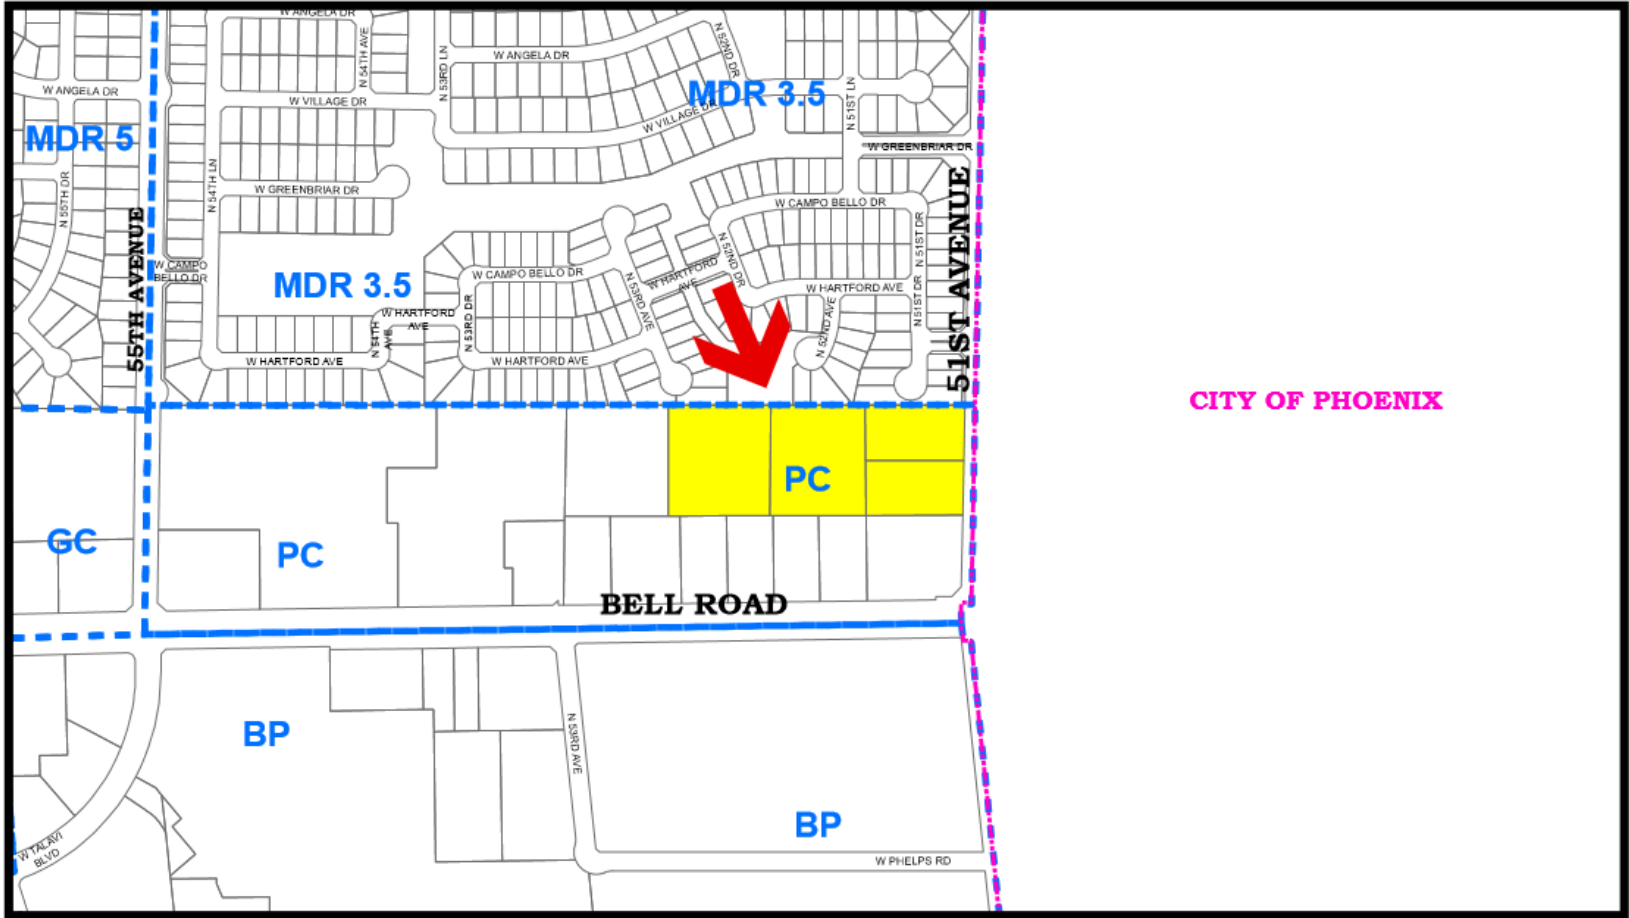 W ANGELA DR
N 54TH AVE
N 53RD LN
W ANGELA DR
N 52ND DR
W ANGELA DR
W VILLAGE DR
MDR 3.5
N 51ST LN
W VILLAGE DR
MDR 5
W GREENBRIAR DR
N 55TH DR
N 54TH LN
W GREENBRIAR DR
55TH AVENUE
51ST AVENUE
W CAMPO BELLO DR
N 51ST DR
W CAMPO
BELLO DR
MDR 3.5
W CAMPO BELLO DR
N 53RD AVE
W HARTFORD
AVE
N 52ND DR
W HARTFORD AVE
N 51ST DR
W HARTFORD
AVE
N 54TH
AVE
N 53RD DR
N 52ND AVE
W HARTFORD AVE
W HARTFORD AVE
CITY OF PHOENIX
PC
GC
PC
BELL ROAD
BP
N 53RD AVE
BP
W TALAVI
BLVD
W PHELPS RD